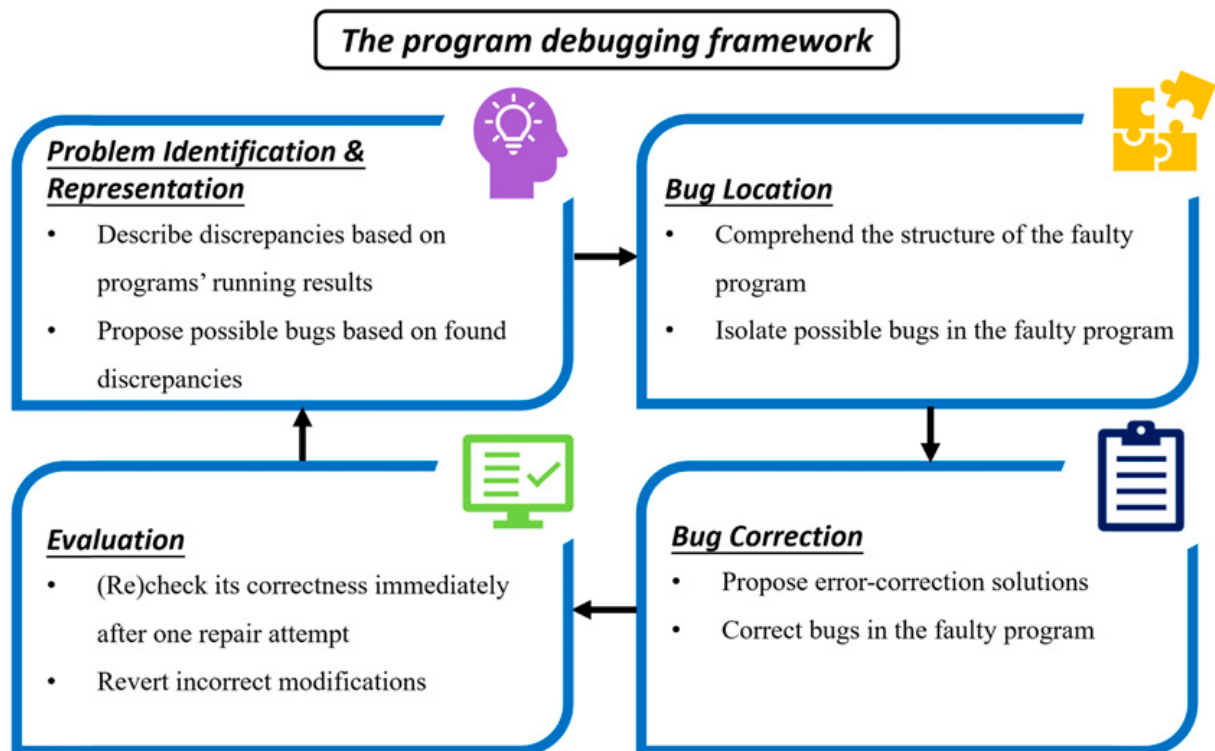 The program debugging framework
Problem Identification &
Representation
• Describe discrepancies based on
programs’ running results
• Propose possible bugs based on found
discrepancies
Bug Location
• Comprehend the structure of the faulty
program
• Isolate possible bugs in the faulty program
Bug Correction
• Propose error-correction solutions
• Correct bugs in the faulty program
Evaluation
• (Re)check its correctness immediately
after one repair attempt
• Revert incorrect modifications